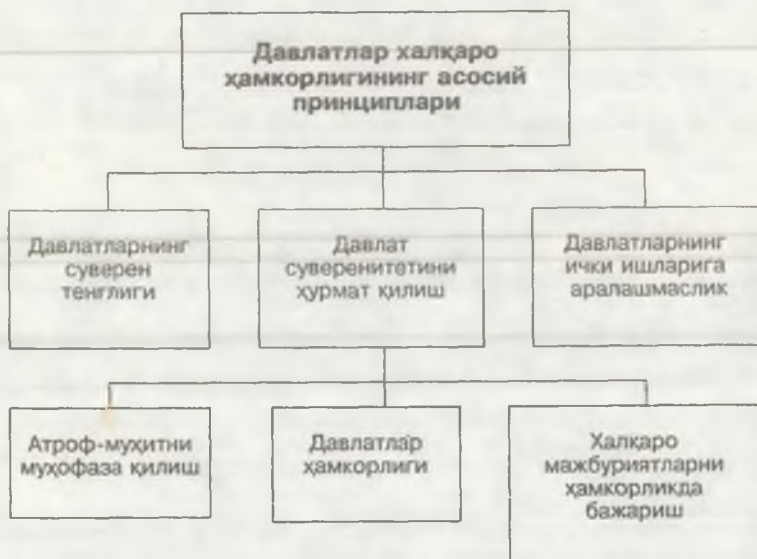 Давлатлар халқаро
ҳамкорлигининг асосий
принциплари
Давлатларнинг
суверен
тенглиги
Давлат
суверенитетини
ҳурмат қилиш
Давлатларнинг
ички ишларига
аралашмаслик
Атроф-муҳитни
муҳофаза қилиш
Давлатлар
ҳамкорлиги
Халқаро
мажбуриятларни
ҳамкорликда
бажариш